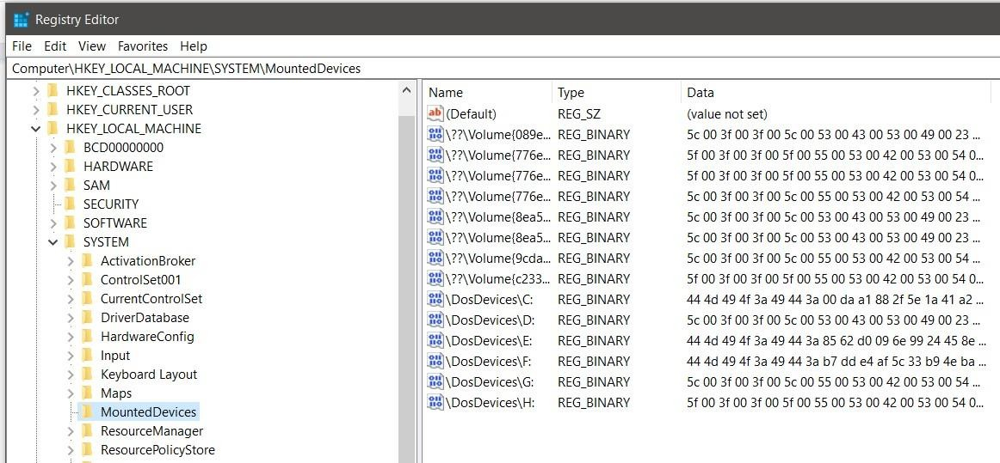 Registry Editor
File Edit View Favorites Help
Computer\HKEY_LOCAL_MACHINE\SYSTEM\MountedDevices
HKEY_CLASSES_ROOT
HKEY_CURRENT_USER
HKEY_LOCAL_MACHINE
BCD00000000
HARDWARE
SAM
SECURITY
SOFTWARE
SYSTEM
ActivationBroker
ControlSet001
CurrentControlSet
DriverDatabase
HardwareConfig
Input
Keyboard Layout
Maps
MountedDevices
ResourceManager
ResourcePolicyStore
Name Type Data
(Default) REG_SZ (value not set)
\??\Volume{089e... REG_BINARY 5c 00 3f 00 3f 00 5c 00 53 00 43 00 53 00 49 00 23 ...
\??\Volume{776e... REG_BINARY 5f 00 3f 00 3f 00 5f 00 55 00 53 00 42 00 53 00 54 0...
\??\Volume{776e... REG_BINARY 5f 00 3f 00 3f 00 5f 00 55 00 53 00 42 00 53 00 54 0...
\??\Volume{776e... REG_BINARY 5c 00 3f 00 3f 00 5c 00 55 00 53 00 42 00 53 00 54 ...
\??\Volume{8ea5... REG_BINARY 5c 00 3f 00 3f 00 5c 00 53 00 43 00 53 00 49 00 23 ...
\??\Volume{8ea5... REG_BINARY 5c 00 3f 00 3f 00 5c 00 53 00 43 00 53 00 49 00 23 ...
\??\Volume{9cda... REG_BINARY 5c 00 3f 00 3f 00 5c 00 55 00 53 00 42 00 53 00 54 ...
\??\Volume{c233... REG_BINARY 5f 00 3f 00 3f 00 5f 00 55 00 53 00 42 00 53 00 54 0...
\DosDevices\C: REG_BINARY 44 4d 49 4f 3a 49 44 3a 00 da a1 88 2f 5e 1a 41 a2 ...
\DosDevices\D: REG_BINARY 5c 00 3f 00 3f 00 5c 00 53 00 43 00 53 00 49 00 23 ...
\DosDevices\E: REG_BINARY 44 4d 49 4f 3a 49 44 3a 85 62 d0 09 6e 99 24 45 8e ...
\DosDevices\F: REG_BINARY 44 4d 49 4f 3a 49 44 3a b7 dd e4 af 5c 33 b9 4e ba ...
\DosDevices\G: REG_BINARY 5c 00 3f 00 3f 00 5c 00 55 00 53 00 42 00 53 00 54 ...
\DosDevices\H: REG_BINARY 5f 00 3f 00 3f 00 5f 00 55 00 53 00 42 00 53 00 54 0...